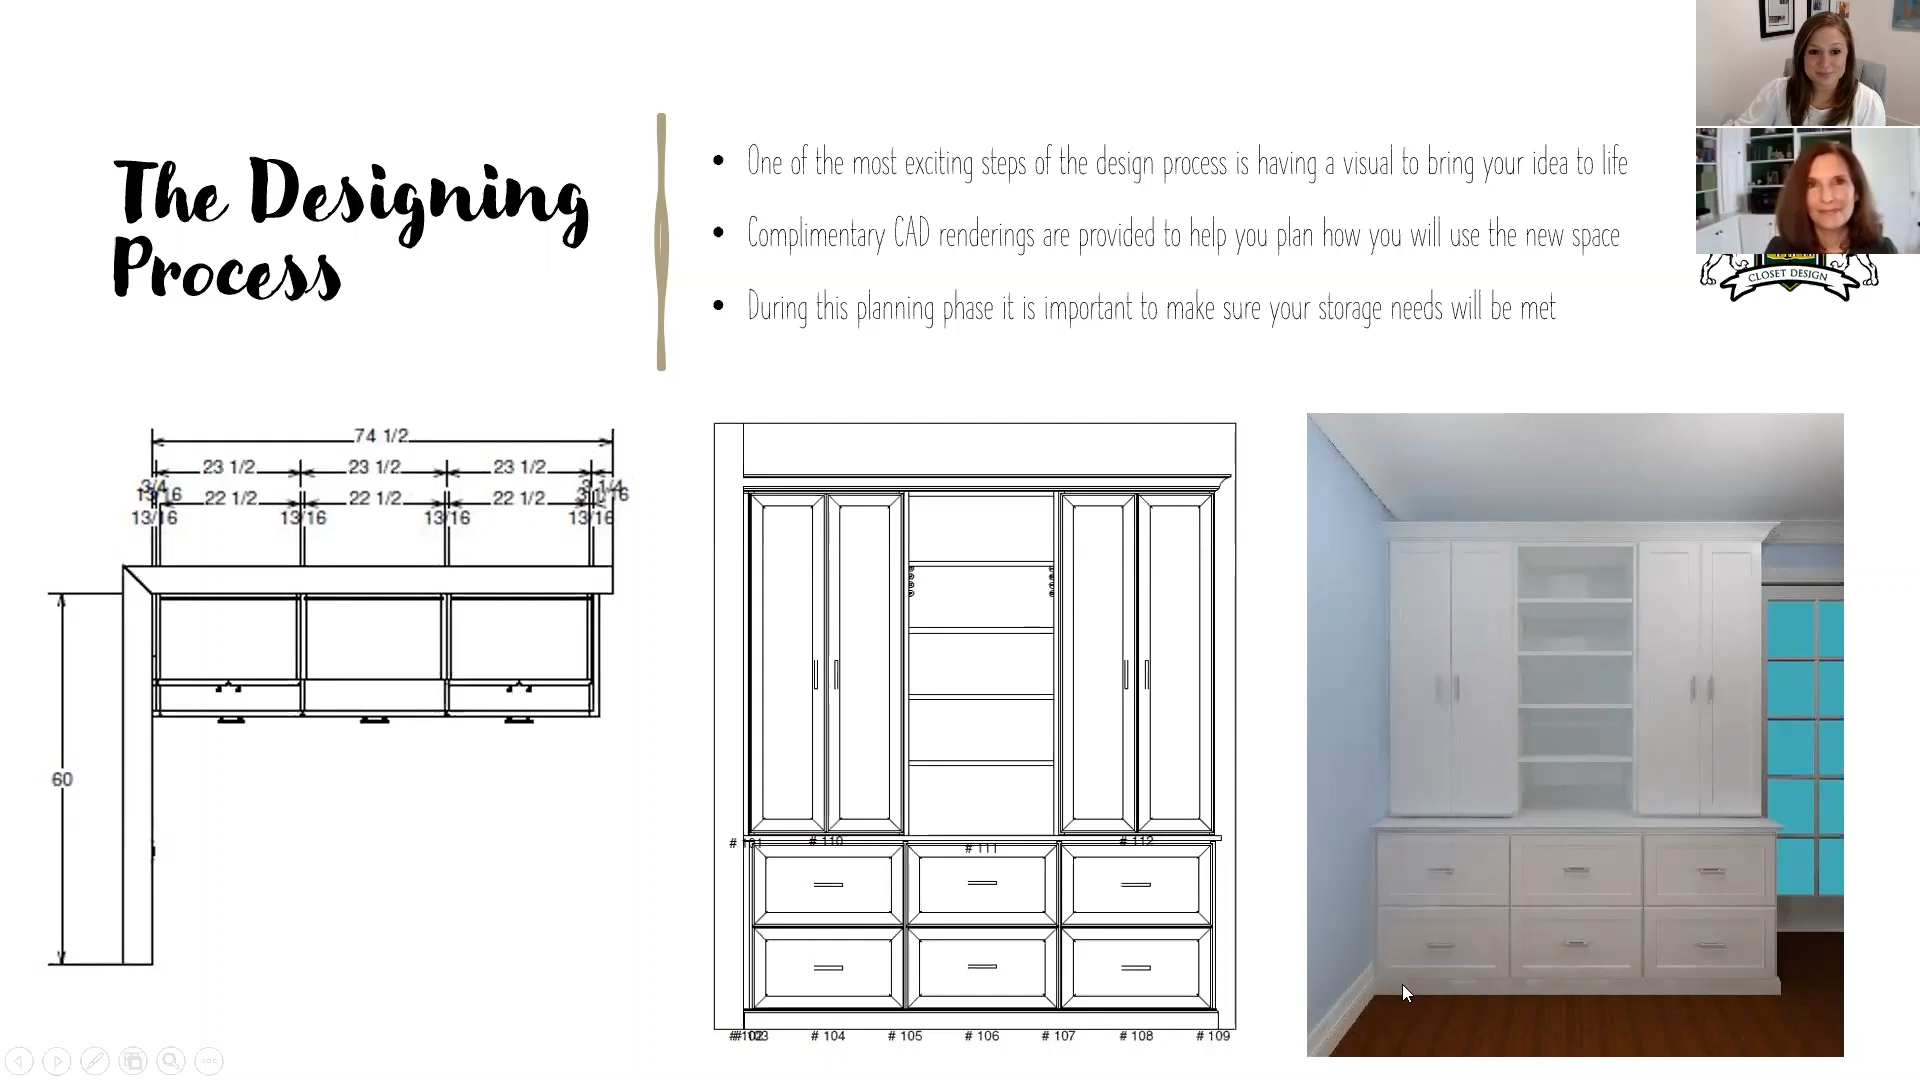 The Designing
Process
• One of the most exciting steps of the design process is having a visual to bring your idea to life
• Complimentary CAD renderings are provided to help you plan how you will use the new space
• During this planning phase it is important to make sure your storage needs will be met
CLOSET DESIGN
74 1/2
23 1/2 23 1/2 23 1/2
22 1/2 22 1/2 22 1/2
13/16 13/16 13/16 13/16
60
# 110 # 111 # 112
# 104 # 105 # 106 # 107 # 108 # 109